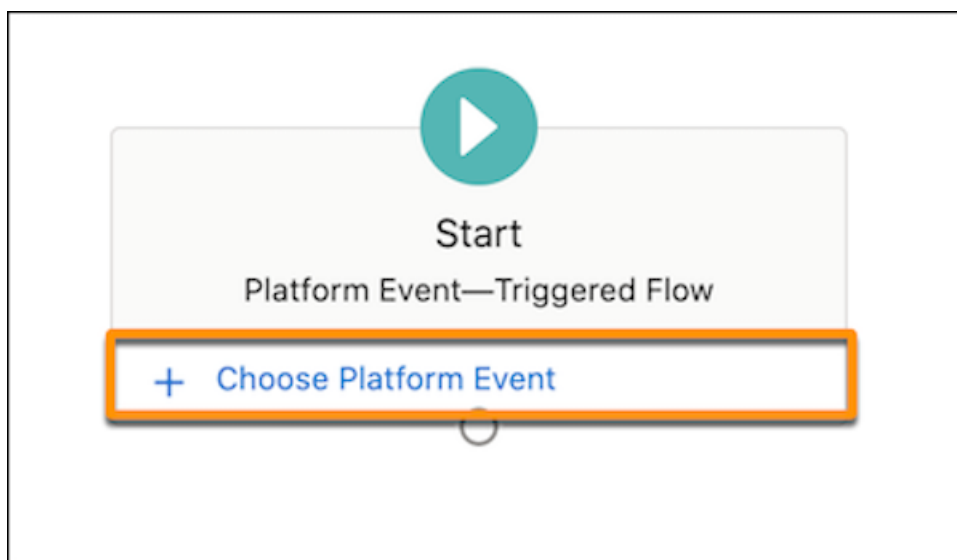 Start
Platform Event—Triggered Flow
+ Choose Platform Event